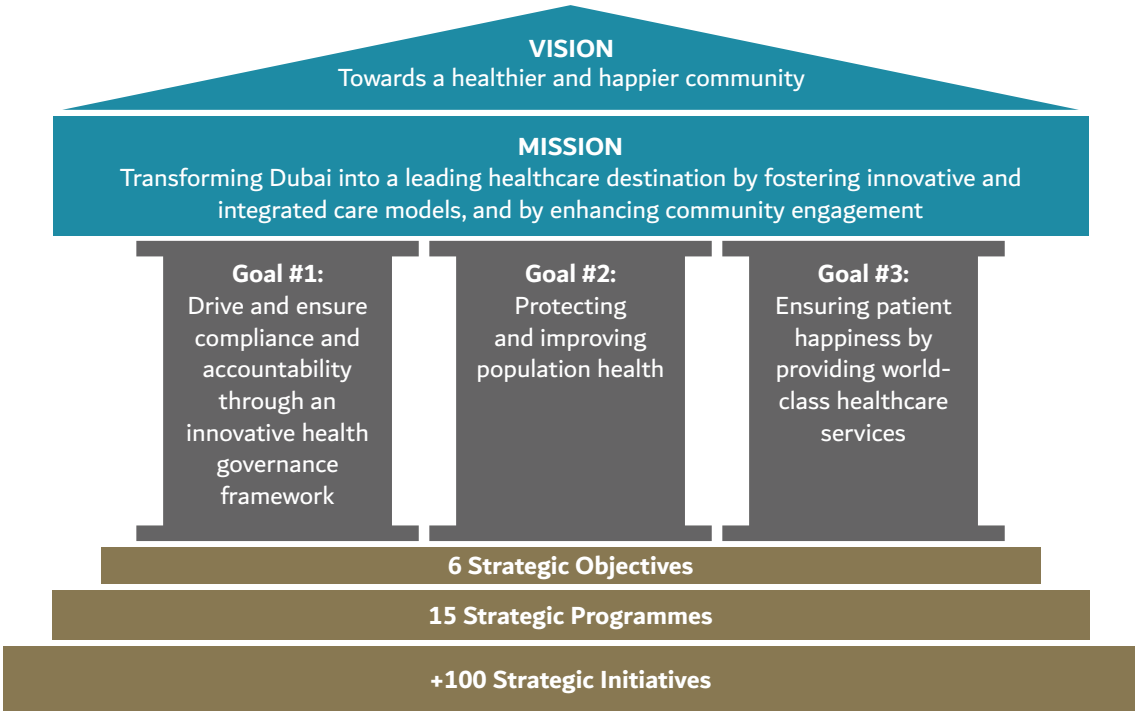 VISION
Towards a healthier and happier community
MISSION
Transforming Dubai into a leading healthcare destination by fostering innovative and
integrated care models, and by enhancing community engagement
Goal #1:
Drive and ensure
compliance and
accountability
through an
innovative health
governance
framework
Goal #2:
Protecting
and improving
population health
Goal #3:
Ensuring patient
happiness by
providing world-
class healthcare
services
6 Strategic Objectives
15 Strategic Programmes
+100 Strategic Initiatives